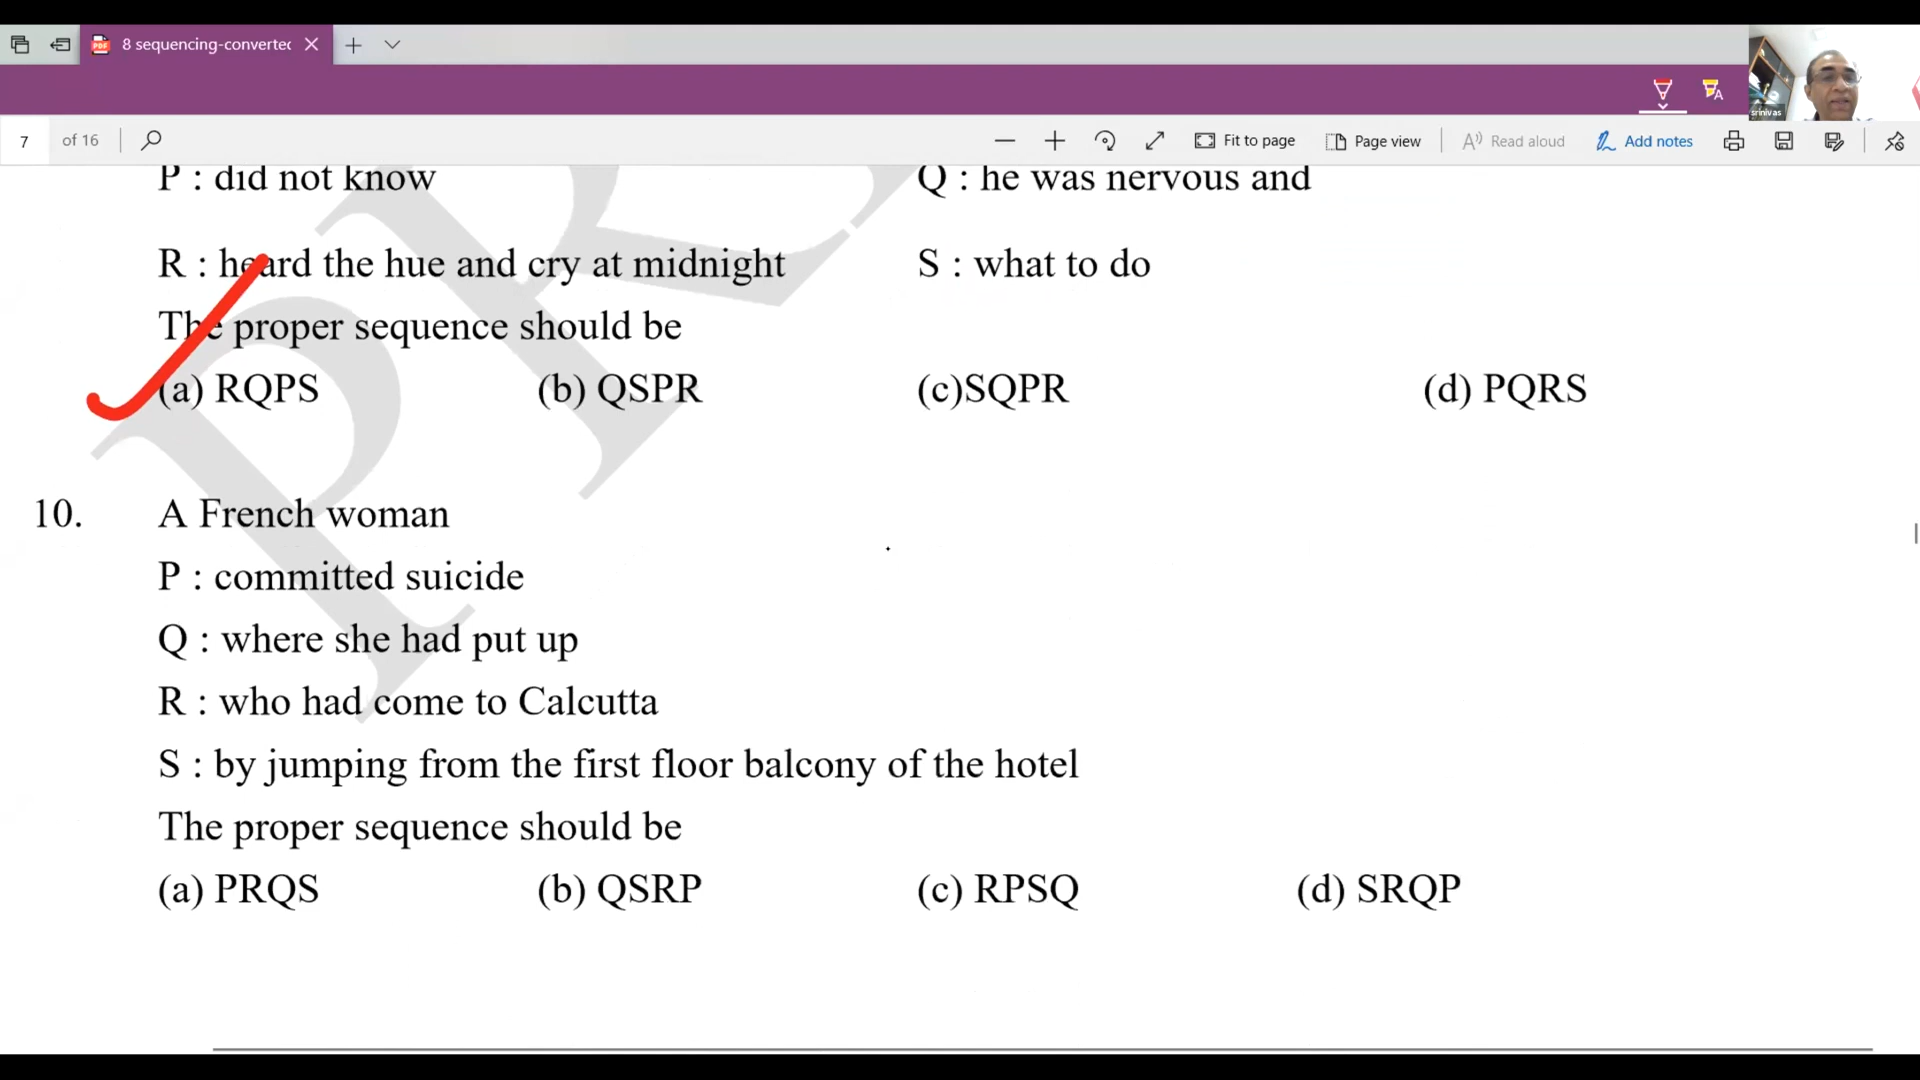 8 sequencing-convertec
srinivas
7 of 16
Fit to page
Page view
Read aloud
Add notes
P : did not know Q : he was nervous and
R : heard the hue and cry at midnight S : what to do
The proper sequence should be
(a) RQPS (b) QSPR (c)SQPR (d) PQRS
10. A French woman
P : committed suicide
Q : where she had put up
R : who had come to Calcutta
S : by jumping from the first floor balcony of the hotel
The proper sequence should be
(a) PRQS (b) QSRP (c) RPSQ (d) SRQP